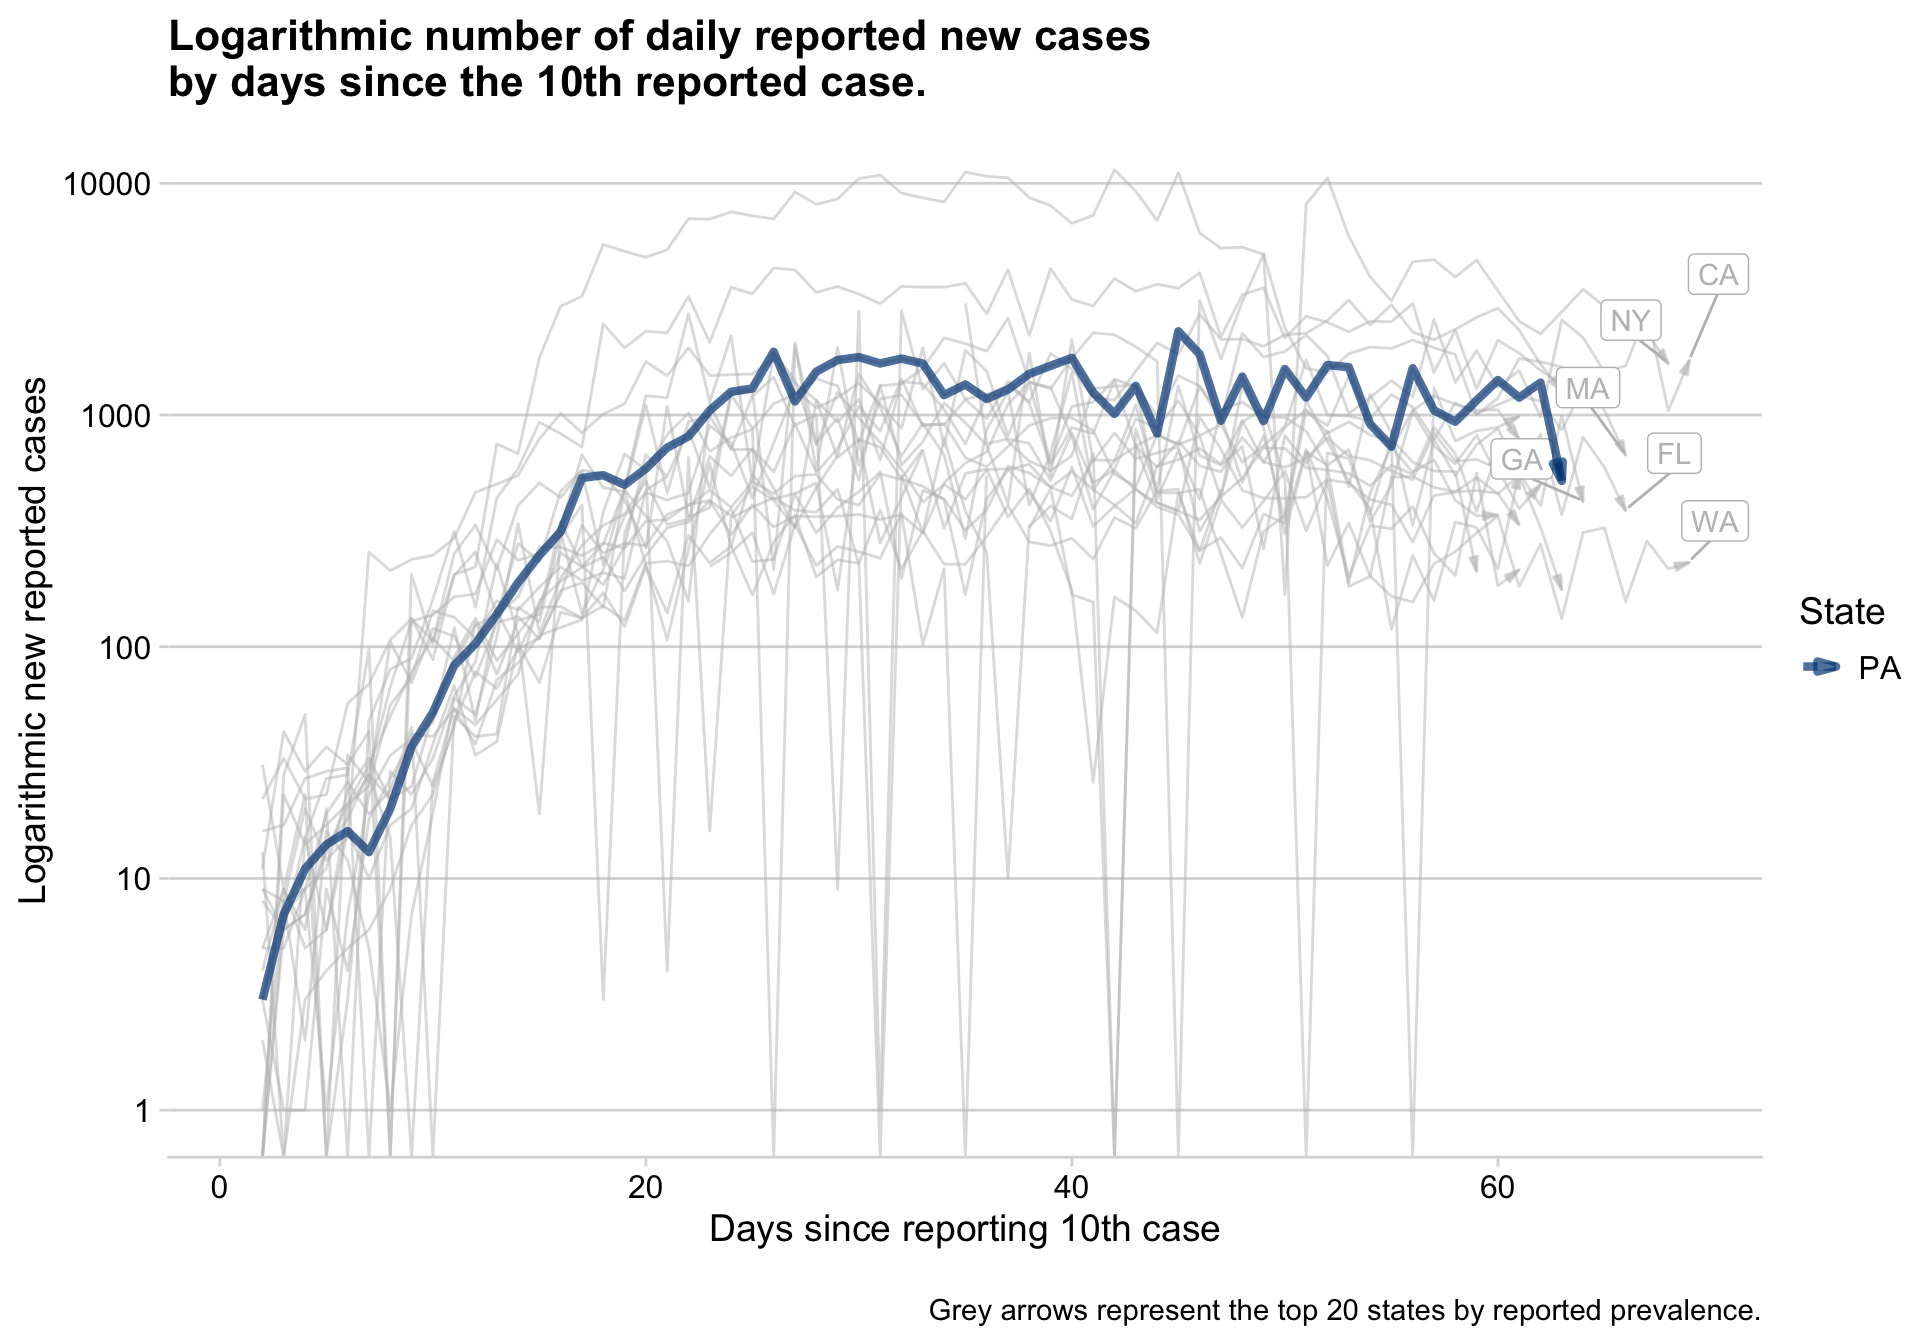 Logarithmic number of daily reported new cases
by days since the 10th reported case.
Logarithmic new reported cases
10000
1000
100
10
1
CA
NY
MA
FL
GA
WA
State
PA
0
20
40
60
Days since reporting 10th case
Grey arrows represent the top 20 states by reported prevalence.